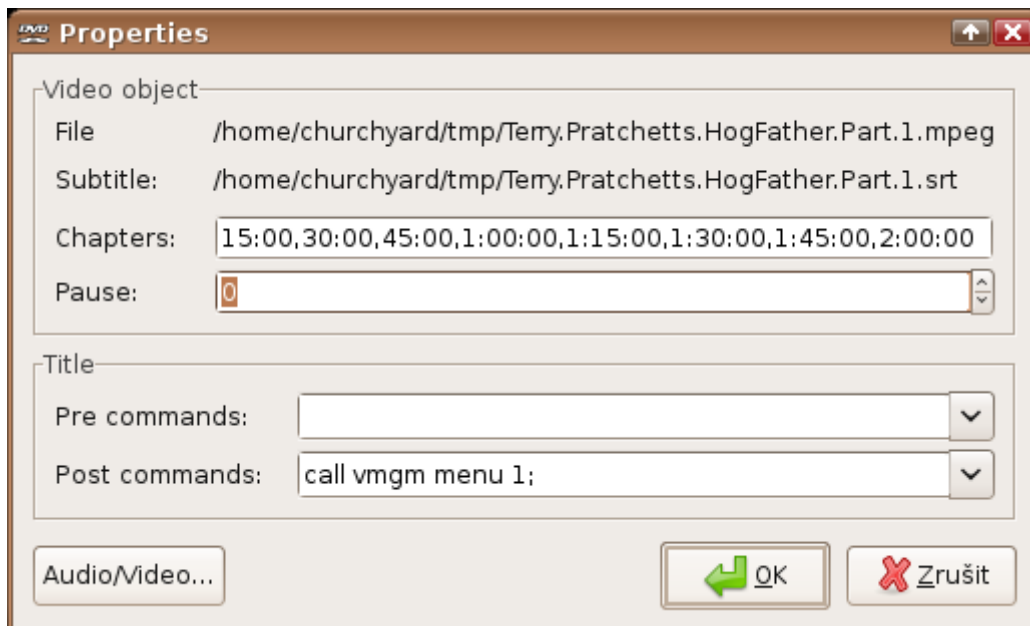 DVD Properties
Video object
File /home/churchyard/tmp/Terry.Pratchetts.HogFather.Part.1.mpeg
Subtitle: /home/churchyard/tmp/Terry.Pratchetts.HogFather.Part.1.srt
Chapters: 15:00,30:00,45:00,1:00:00,1:15:00,1:30:00,1:45:00,2:00:00
Pause: 0
Title
Pre commands:
Post commands: call vmgm menu 1;
Audio/Video... OK Zrušit